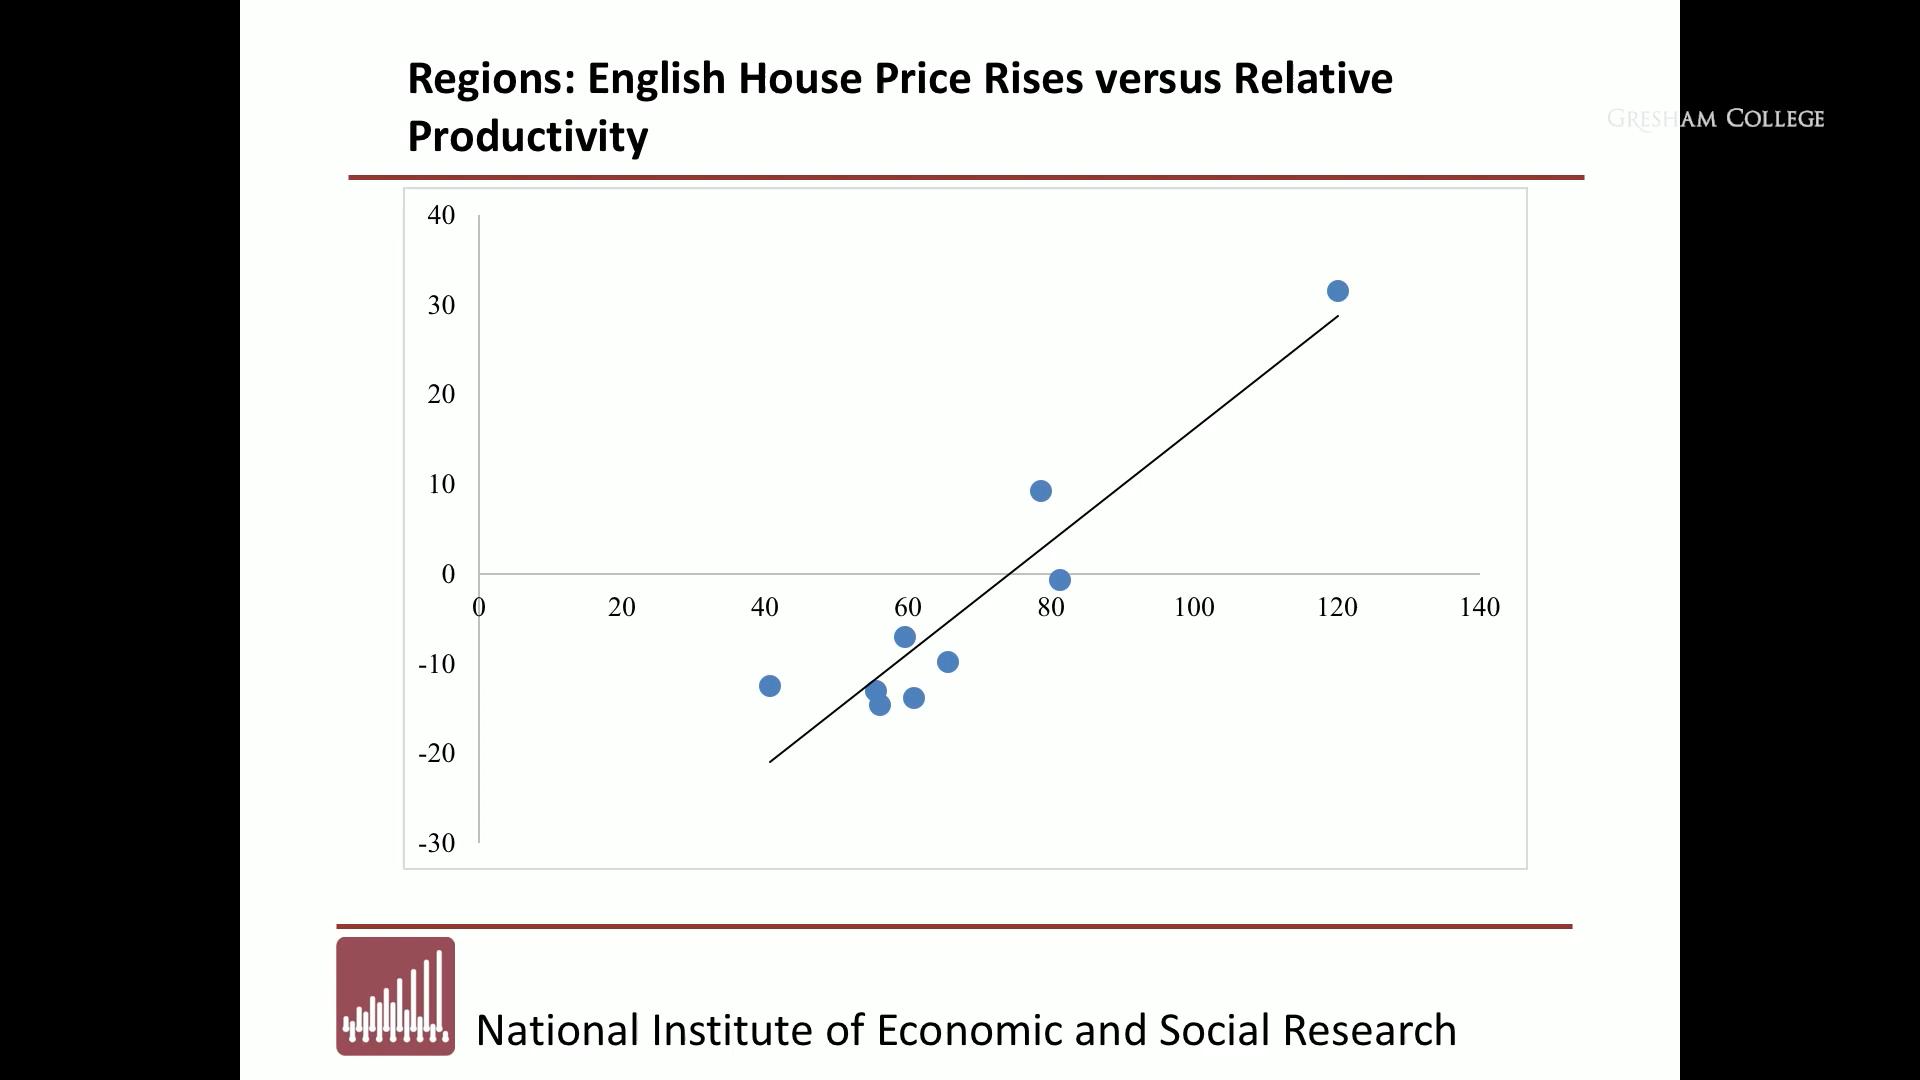 Regions: English House Price Rises versus Relative
Productivity
GRESHAM COLLEGE
40
30
20
10
0
0 20 40 60 80 100 120 140
-10
-20
-30
National Institute of Economic and Social Research